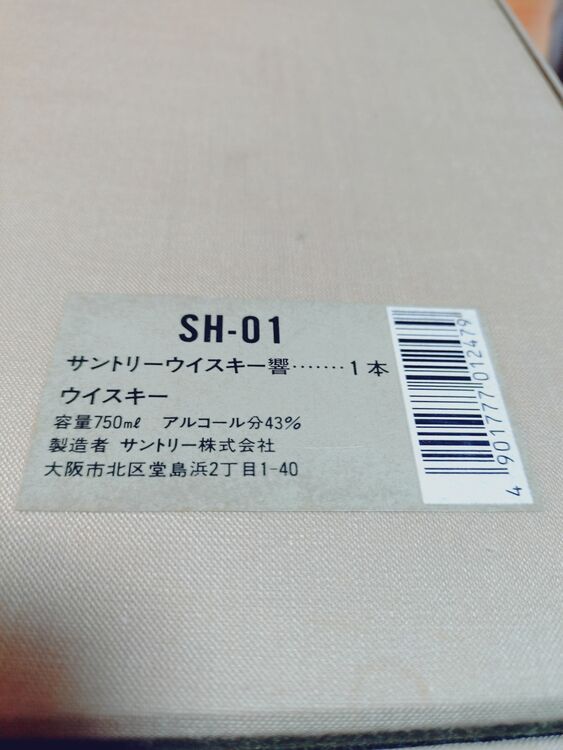 SH-01
サントリーウイスキー響‥‥‥‥1本
ウイスキー
容量750㎖ アルコール分43%
製造者 サントリー株式会社
大阪市北区堂島浜2丁目1-40
4 901777 012479